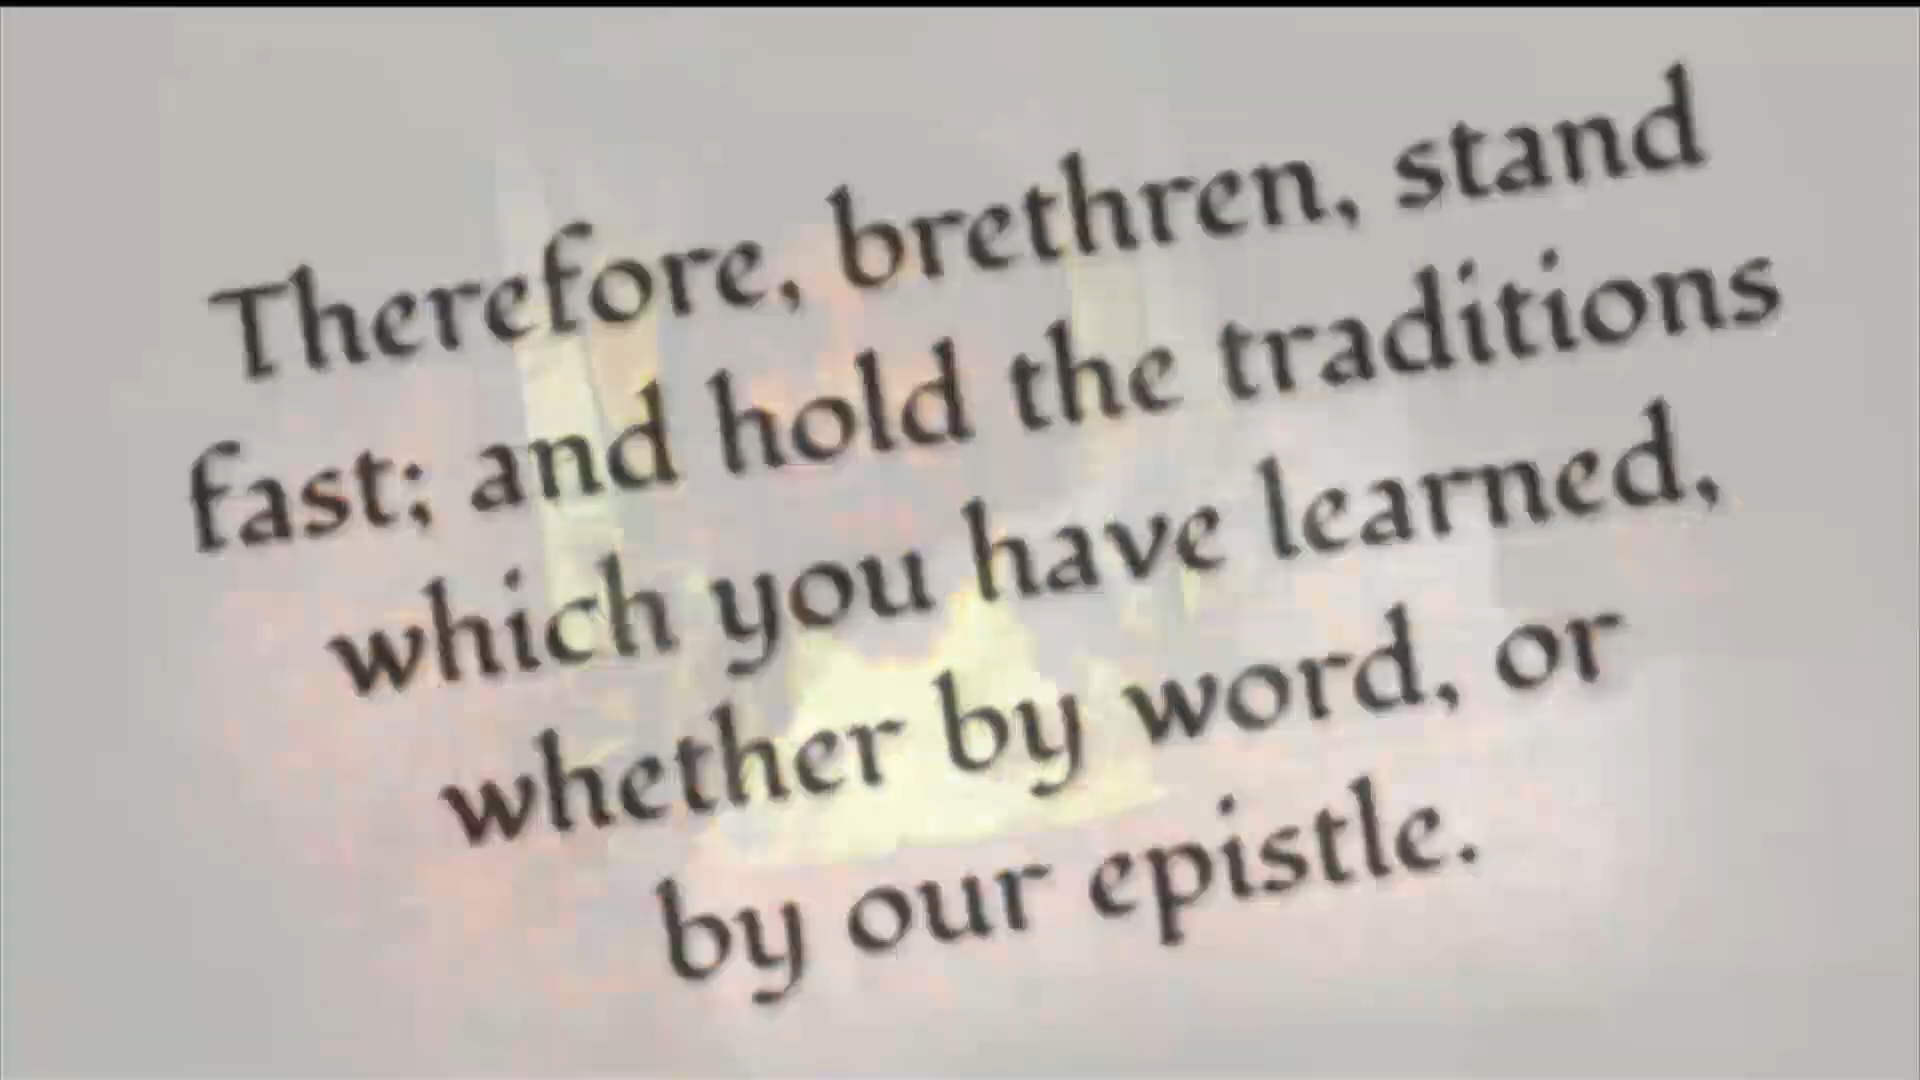 Therefore, brethren, stand
fast; and hold the traditions
which you have learned,
whether by word, or
by our epistle.